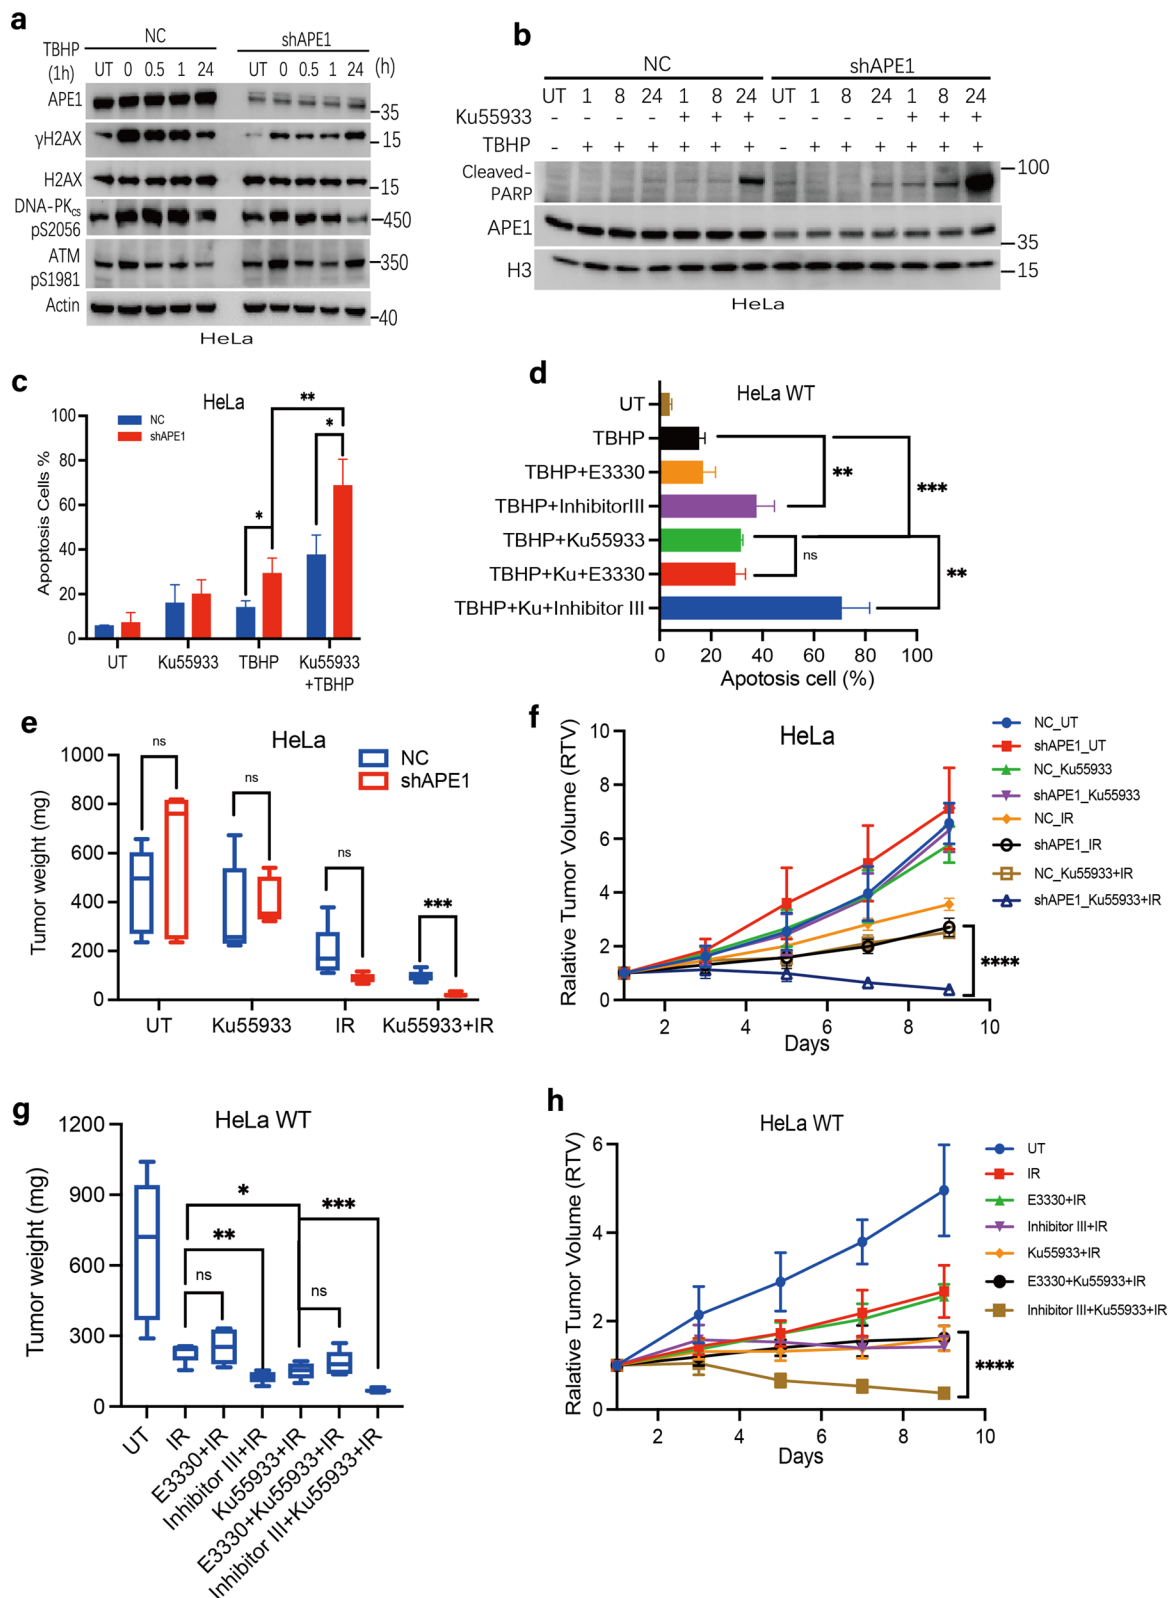 a
NC
shAPE1
TBHP
(1h)
UT 0 0.5 1 24 UT 0 0.5 1 24 (h)
APE1
35
γH2AX
15
H2AX
15
DNA-PKcs
pS2056
450
ATM
pS1981
350
Actin
40
HeLa
b
NC
shAPE1
UT 1 8 24 1 8 24 UT 1 8 24 1 8 24
Ku55933 - - - - + + + - - - - + + +
TBHP - + + + + + + - + + + + + +
Cleaved-
PARP
100
APE1
35
H3
15
HeLa
c
HeLa
NC
shAPE1
Apoptosis Cells %
100
80
60
40
20
0
**
*
*
UT Ku55933 TBHP Ku55933
+TBHP
d
HeLa WT
UT
TBHP
TBHP+E3330
TBHP+InhibitorIII
TBHP+Ku55933
TBHP+Ku+E3330
TBHP+Ku+Inhibitor III
**
***
ns
**
0 20 40 60 80 100
Apotosis cell (%)
e
HeLa
NC
shAPE1
Tumor weight (mg)
1000
800
600
400
200
0
ns
ns
ns
***
UT Ku55933 IR Ku55933+IR
f
HeLa
Ralative Tumor Volume (RTV)
10
8
6
4
2
0
2 4 6 8 10
Days
NC_UT
shAPE1_UT
NC_Ku55933
shAPE1_Ku55933
NC_IR
shAPE1_IR
NC_Ku55933+IR
shAPE1_Ku55933+IR
****
g
HeLa WT
Tumor weight (mg)
1200
900
600
300
0
*
***
**
ns
ns
UT
IR
E3330+IR
Inhibitor III+IR
Ku55933+IR
E3330+Ku55933+IR
Inhibitor III+Ku55933+IR
h
HeLa WT
Ralative Tumor Volume (RTV)
6
4
2
0
2 4 6 8 10
Days
UT
IR
E3330+IR
Inhibitor III+IR
Ku55933+IR
E3330+Ku55933+IR
Inhibitor III+Ku55933+IR
****